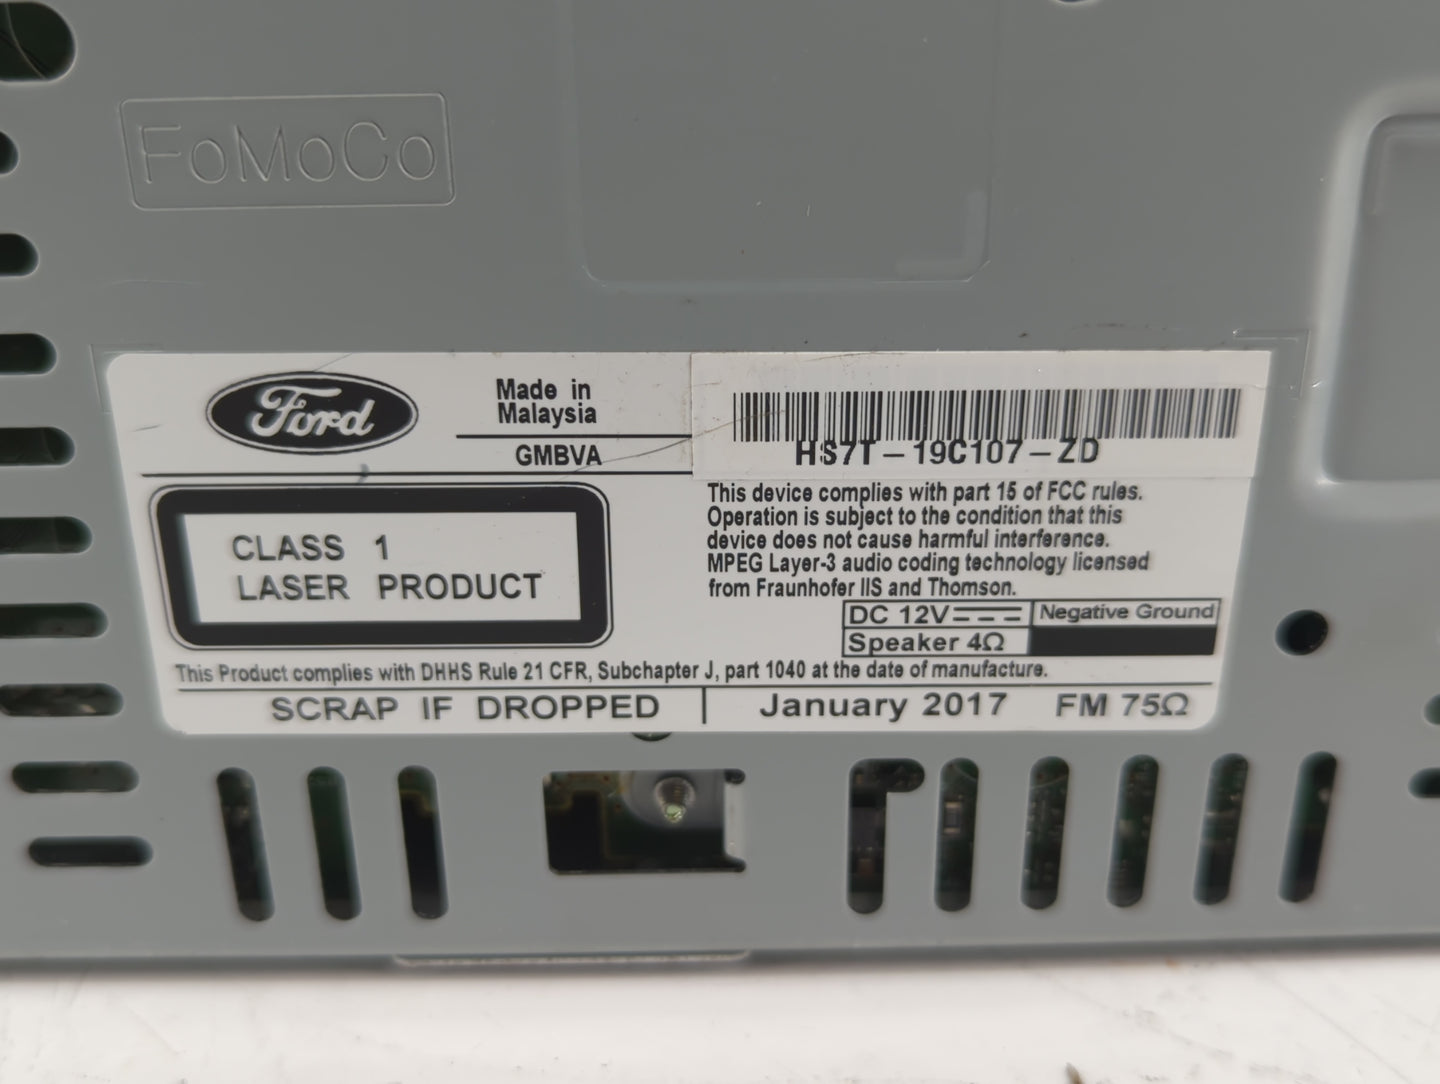 FoMoCo
Ford
Made in
Malaysia
GMBVA
HS7T-19C107-ZD
CLASS 1
LASER PRODUCT
This device complies with part 15 of FCC rules.
Operation is subject to the condition that this
device does not cause harmful interference.
MPEG Layer-3 audio coding technology licensed
from Fraunhofer IIS and Thomson.
DC 12V Negative Ground
Speaker 4Ω
This Product complies with DHHS Rule 21 CFR, Subchapter J, part 1040 at the date of manufacture.
SCRAP IF DROPPED | January 2017 FM 75Ω